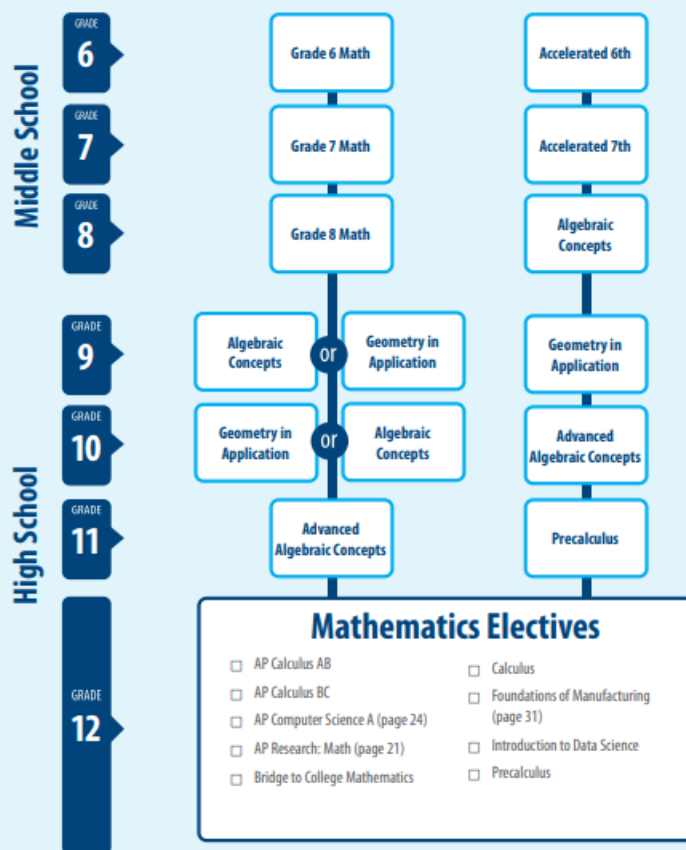 Middle School
GRADE
6
Grade 6 Math
Accelerated 6th
GRADE
7
Grade 7 Math
Accelerated 7th
GRADE
8
Grade 8 Math
Algebraic
Concepts
High School
GRADE
9
Algebraic
Concepts
or
Geometry in
Application
Geometry in
Application
GRADE
10
Geometry in
Application
or
Algebraic
Concepts
Advanced
Algebraic Concepts
GRADE
11
Advanced
Algebraic Concepts
Precalculus
GRADE
12
Mathematics Electives
AP Calculus AB
AP Calculus BC
AP Computer Science A (page 24)
AP Research: Math (page 21)
Bridge to College Mathematics
Calculus
Foundations of Manufacturing
(page 31)
Introduction to Data Science
Precalculus